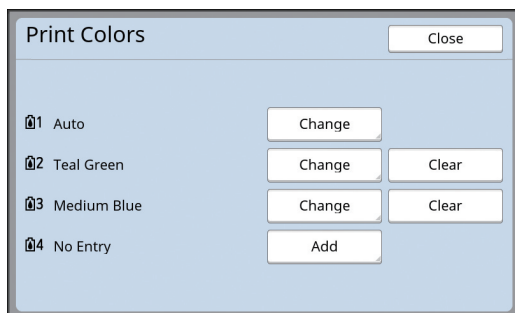 Print Colors Close
1 Auto Change
2 Teal Green Change Clear
3 Medium Blue Change Clear
4 No Entry Add